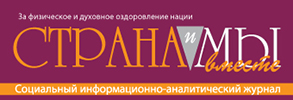 За физическое и духовное оздоровление нации
СТРАНА и МЫ
вместе
Социальный информационно-аналитический журнал